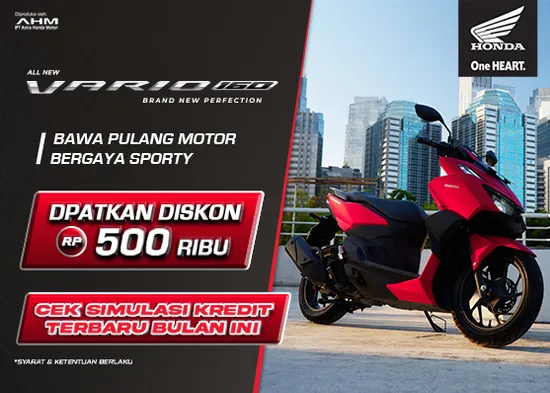 Diproduksi oleh:
AHM
PT Astra Honda Motor
HONDA
One HEART.
ALL NEW
VARIO 160
BRAND NEW PERFECTION
BAWA PULANG MOTOR
BERGAYA SPORTY
DPATKAN DISKON
RP 500 RIBU
CEK SIMULASI KREDIT
TERBARU BULAN INI
*SYARAT & KETENTUAN BERLAKU